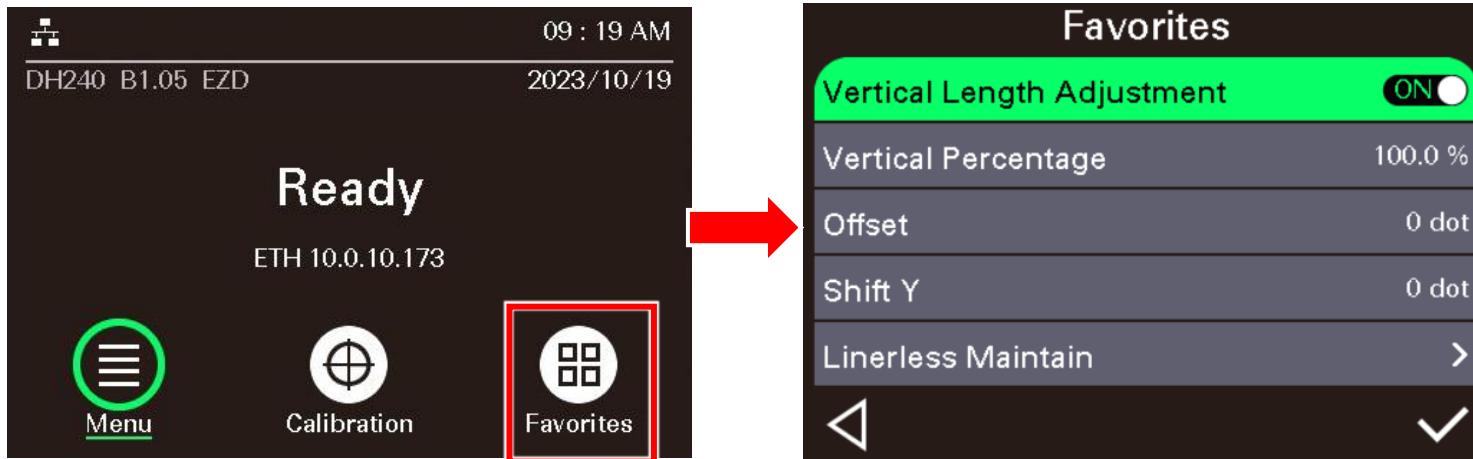 09 : 19 AM
DH240 B1.05 EZD 2023/10/19
Ready
ETH 10.0.10.173
Menu Calibration Favorites
Favorites
Vertical Length Adjustment ON
Vertical Percentage 100.0 %
Offset 0 dot
Shift Y 0 dot
Linerless Maintain